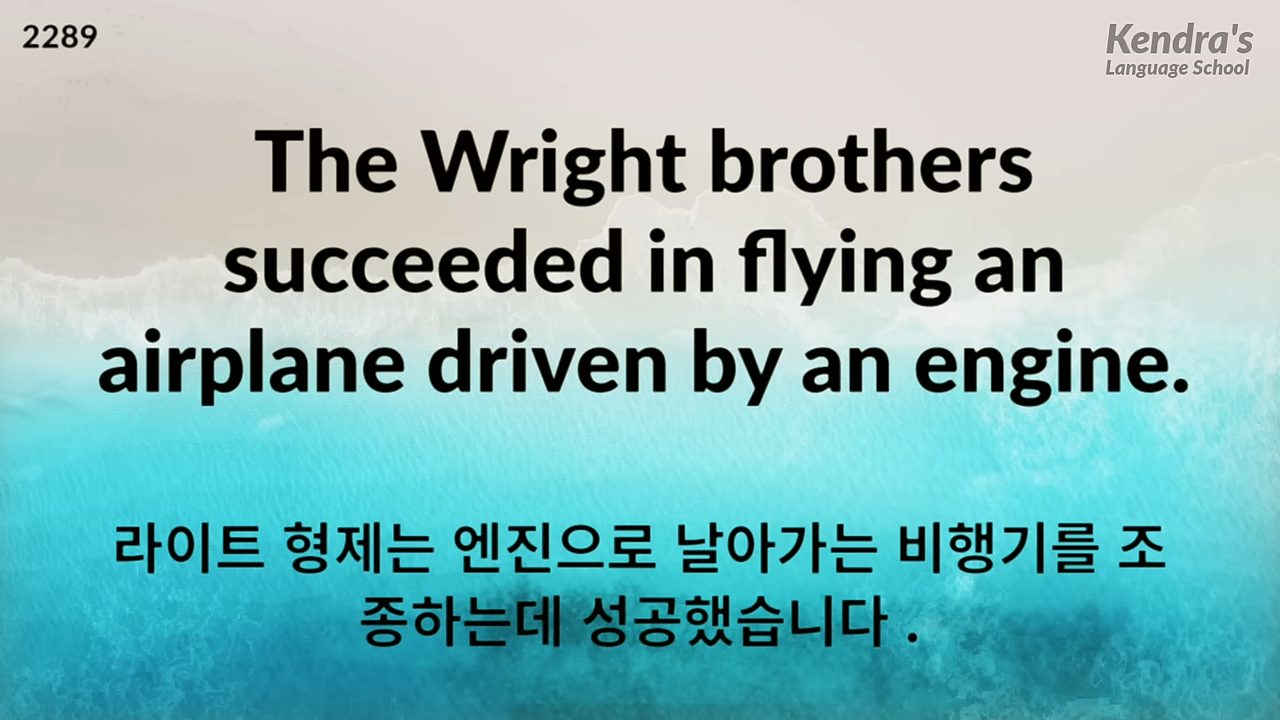 2289
Kendra's
Language School
The Wright brothers
succeeded in flying an
airplane driven by an engine.
라이트 형제는 엔진으로 날아가는 비행기를 조
종하는데 성공했습니다 .